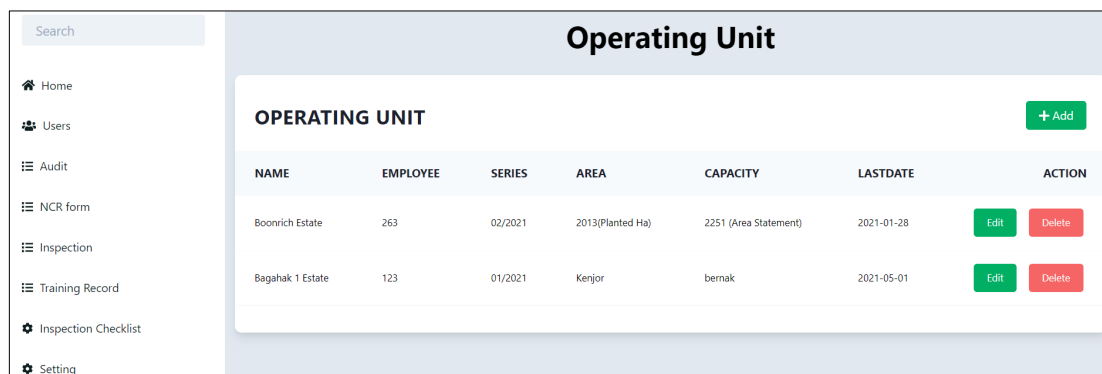 Search
Home
Users
Audit
NCR form
Inspection
Training Record
Inspection Checklist
Setting
Operating Unit
OPERATING UNIT
+ Add
NAME EMPLOYEE SERIES AREA CAPACITY LASTDATE ACTION
Boonrich Estate 263 02/2021 2013(Planted Ha) 2251 (Area Statement) 2021-01-28 Edit Delete
Bagahak 1 Estate 123 01/2021 Kenjor bernak 2021-05-01 Edit Delete